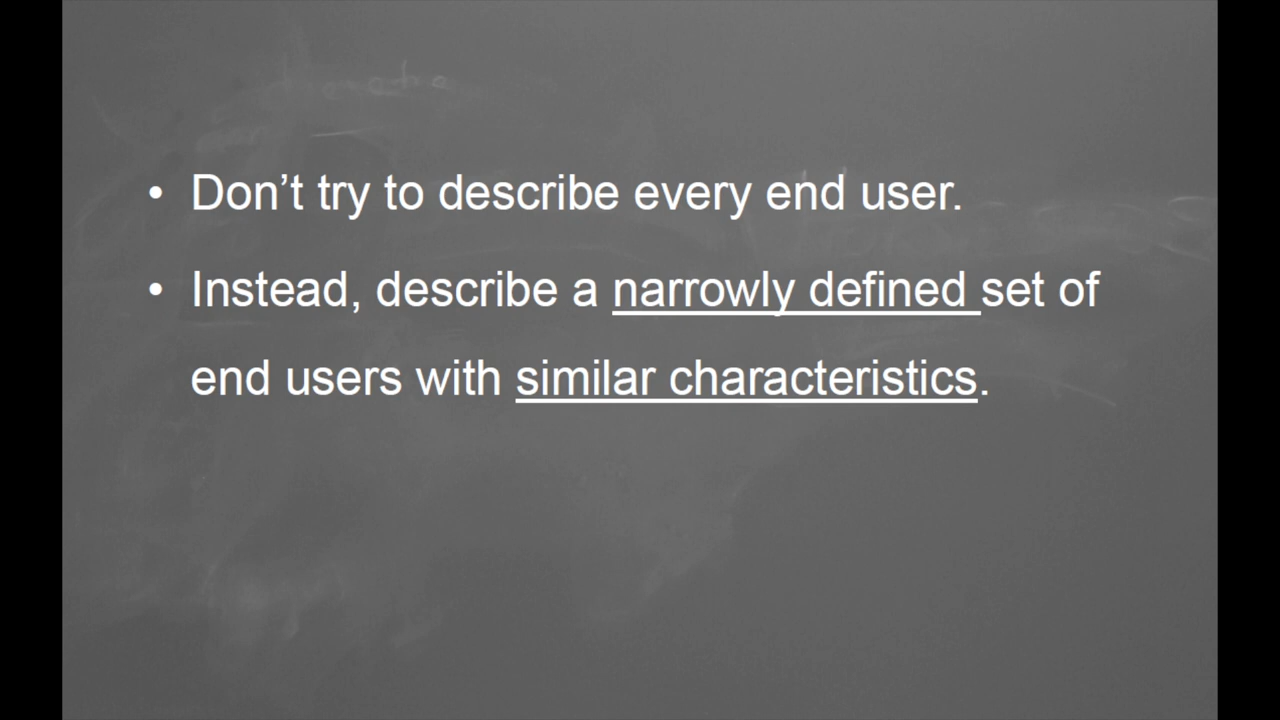 • Don’t try to describe every end user.
• Instead, describe a narrowly defined set of
end users with similar characteristics.